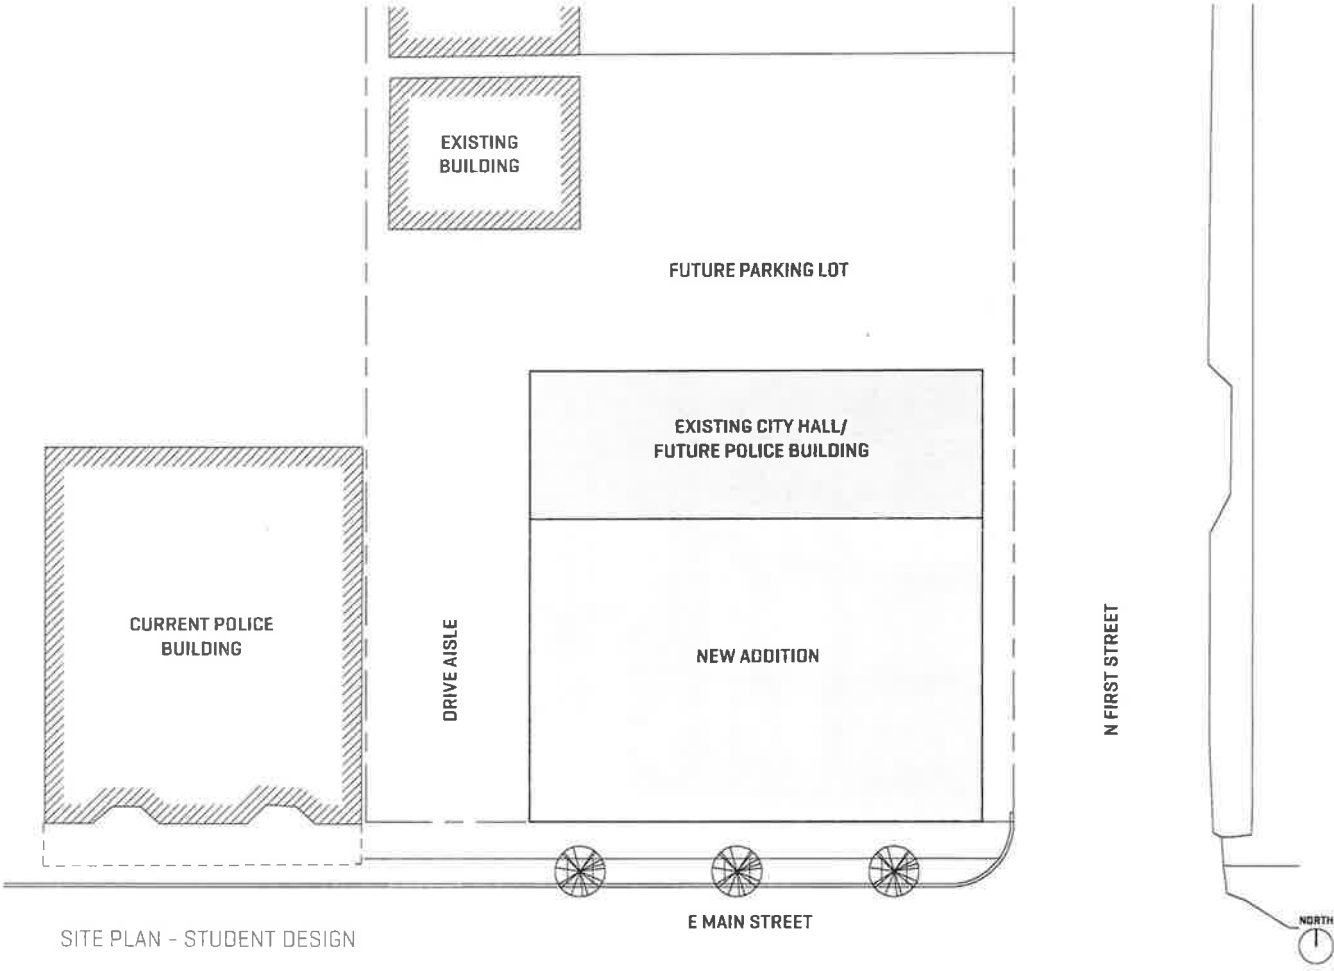 EXISTING
BUILDING
FUTURE PARKING LOT
EXISTING CITY HALL/
FUTURE POLICE BUILDING
CURRENT POLICE
BUILDING
DRIVE AISLE
NEW ADDITION
N FIRST STREET
E MAIN STREET
SITE PLAN - STUDENT DESIGN
NORTH